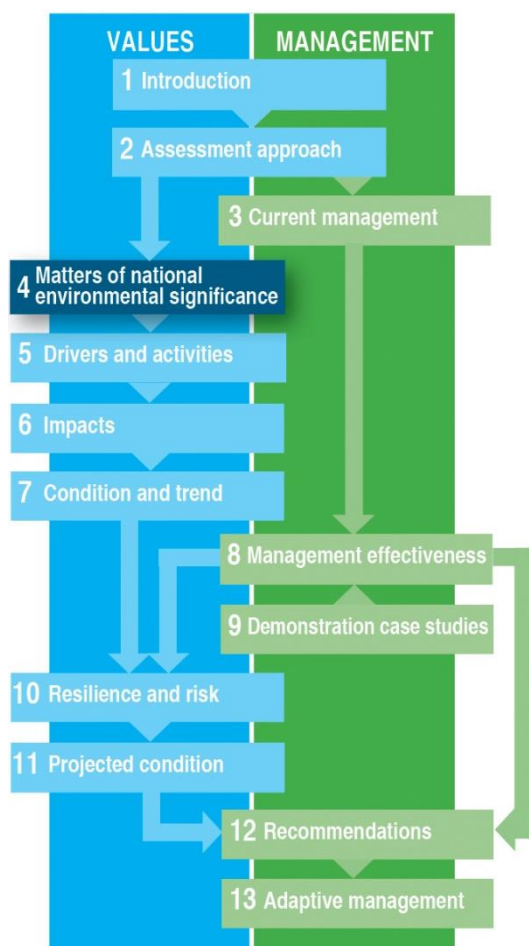 VALUES MANAGEMENT
1 Introduction
2 Assessment approach
3 Current management
4 Matters of national
environmental significance
5 Drivers and activities
6 Impacts
7 Condition and trend
8 Management effectiveness
9 Demonstration case studies
10 Resilience and risk
11 Projected condition
12 Recommendations
13 Adaptive management